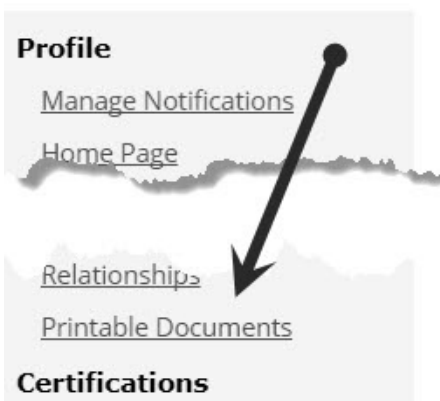 Profile
Manage Notifications
Home Page
Relationships
Printable Documents
Certifications